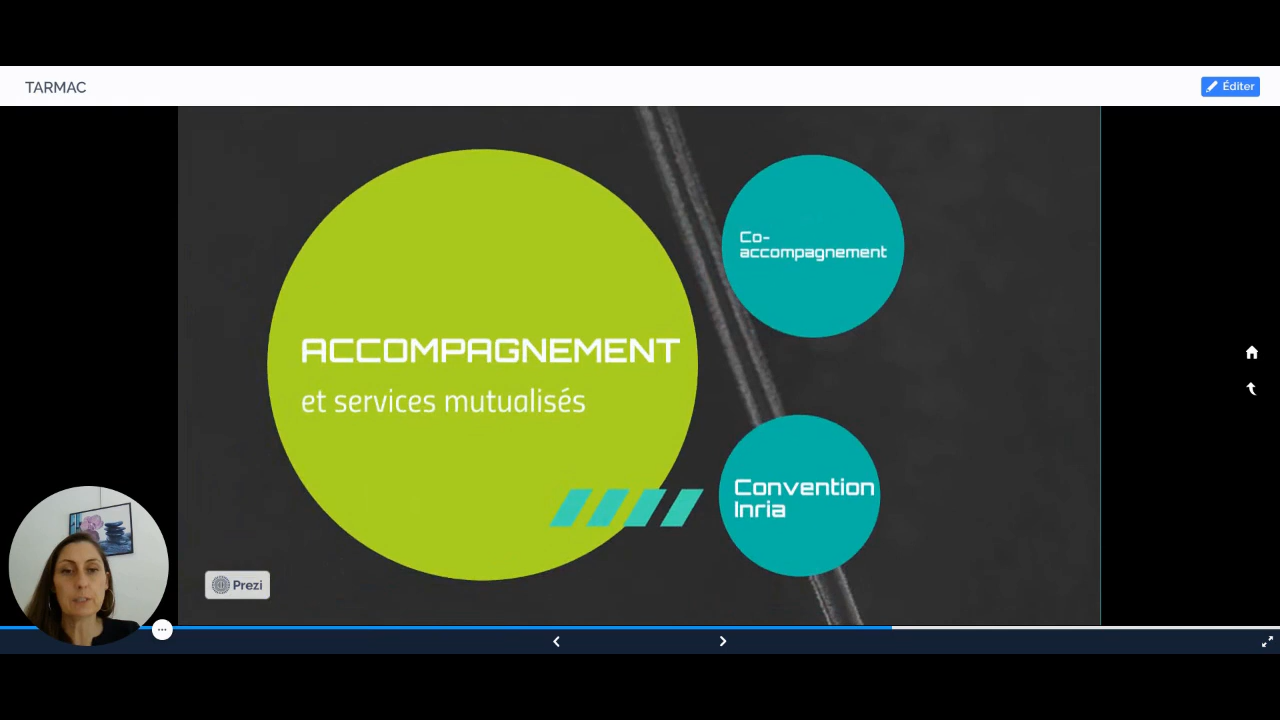 TARMAC
Éditer
ACCOMPAGNEMENT
et services mutualisés
Co-
accompagnement
Convention
Inria
Prezi